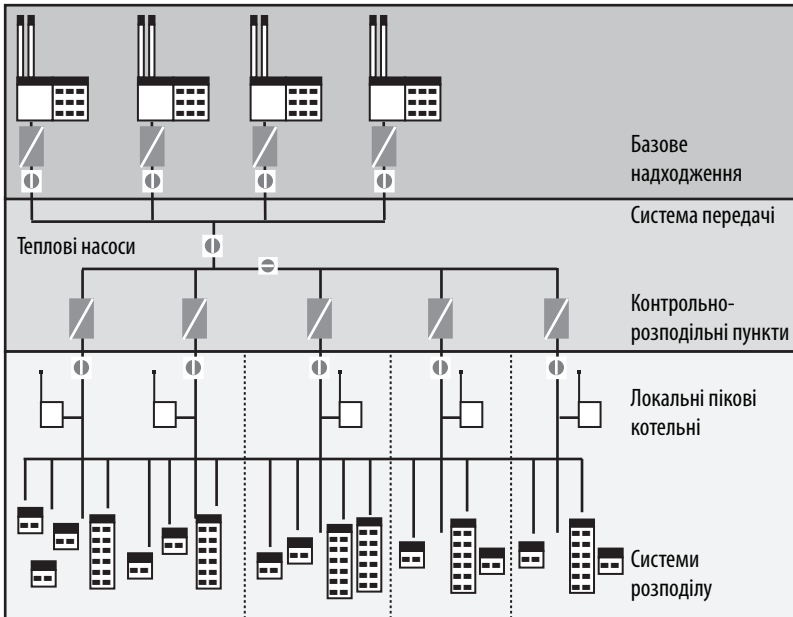 Базове
надходження
Система передачі
Теплові насоси
Контрольно-
розподільні пункти
Локальні пікові
котельні
Системи
розподілу